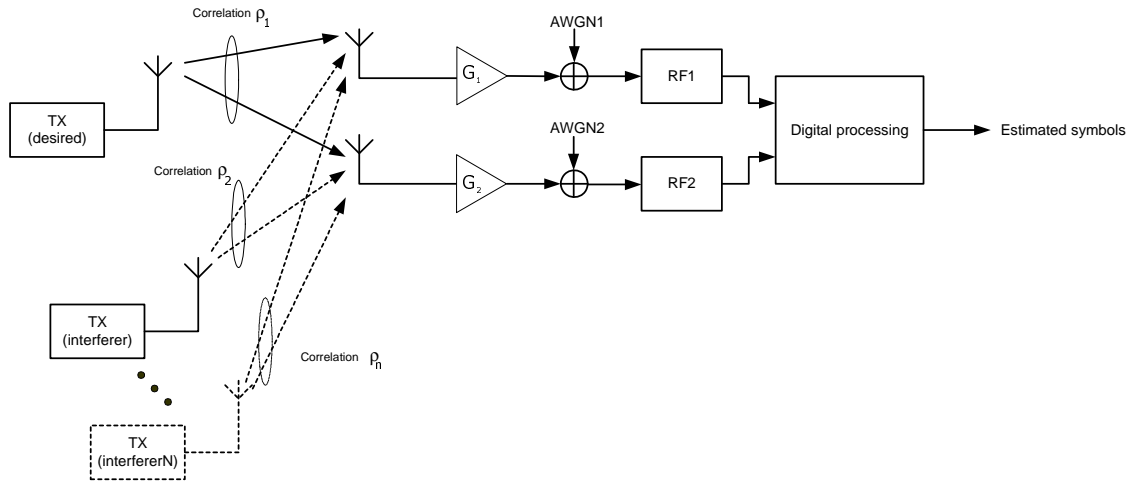 Correlation ρ1
AWGN1
TX
(desired)
G1
RF1
Digital processing
Estimated symbols
AWGN2
Correlation ρ2
G2
RF2
TX
(interferer)
Correlation ρn
TX
(interfererN)